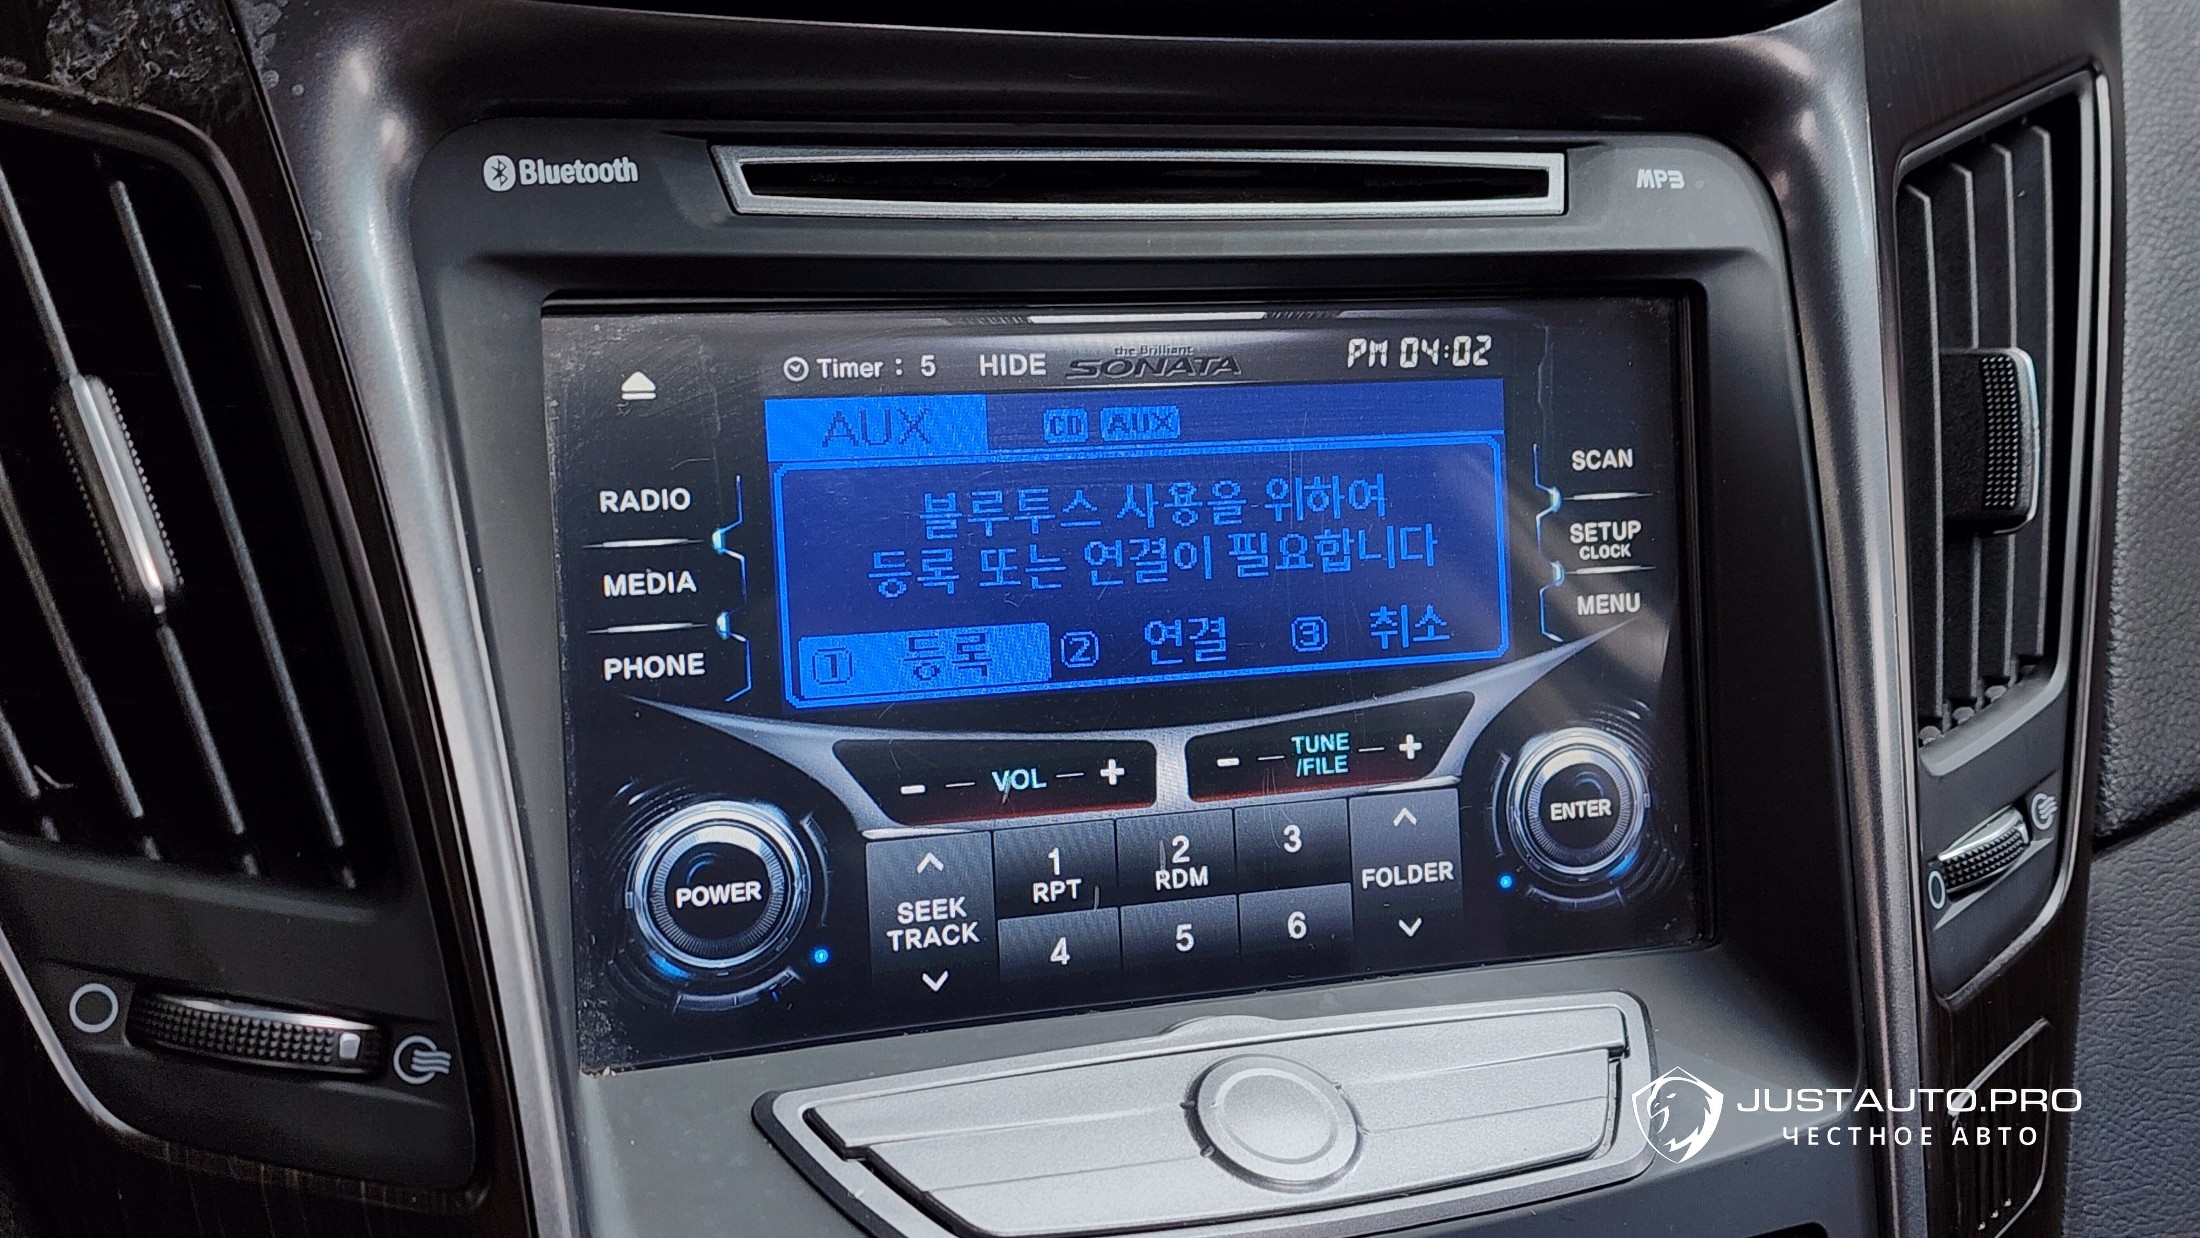 Bluetooth
MP3
Timer : 5 HIDE the Brilliant SONATA PM 04:02
AUX CD AUX
블루투스 사용을 위하여
등록 또는 연결이 필요합니다
① 등록 ② 연결 ③ 취소
RADIO
MEDIA
PHONE
SCAN
SETUP
CLOCK
MENU
- VOL +
- TUNE
/FILE +
POWER
SEEK
TRACK
1
RPT
2
RDM
3
4
5
6
FOLDER
ENTER
JUSTAUTO.PRO
ЧЕСТНОЕ АВТО